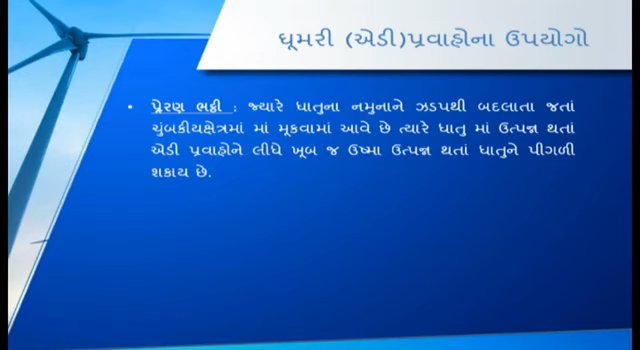 ઘૂમરી (એડી)પ્રવાહોના ઉપયોગો
• પ્રેરણ ભઠ્ઠી : જ્યારે ધાતુના નમુનાને ઝડપથી બદલાતા જતાં
ચુંબકીયક્ષેત્રમાં માં મૂકવામાં આવે છે ત્યારે ધાતુ માં ઉત્પન્ન થતાં
એડી પ્રવાહોને લીધે ખૂબ જ ઉષ્મા ઉત્પન્ન થતાં ધાતુને પીગળી
શકાય છે.